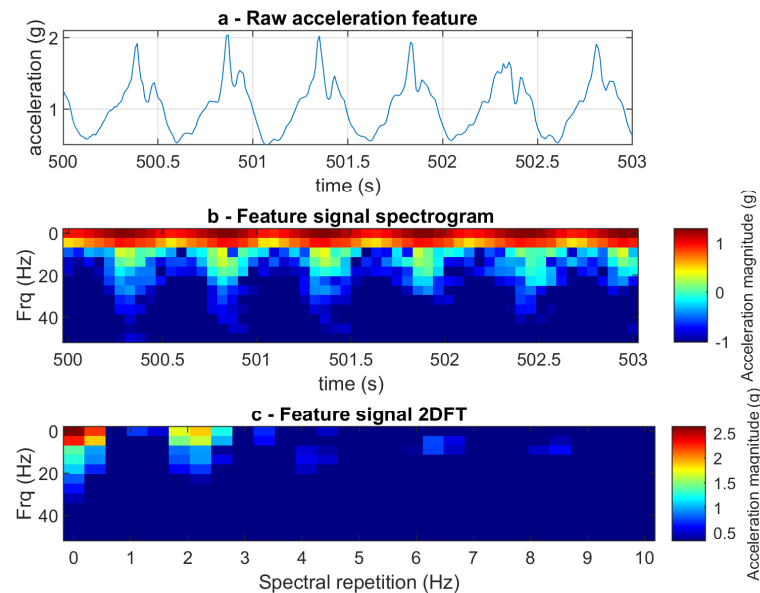 a - Raw acceleration feature
acceleration (g)
2
1
500 500.5 501 501.5 502 502.5 503
time (s)
b - Feature signal spectrogram
Frq (Hz)
0
20
40
500 500.5 501 501.5 502 502.5 503
time (s)
1
0
-1
Acceleration magnitude (g)
c - Feature signal 2DFT
Frq (Hz)
0
20
40
0 1 2 3 4 5 6 7 8 9 10
Spectral repetition (Hz)
2.5
2
1.5
1
0.5
Acceleration magnitude (g)